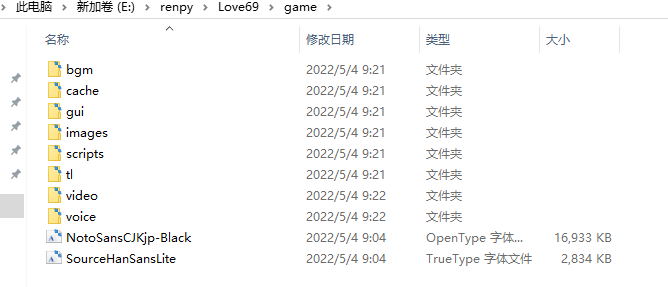 此电脑 > 新加卷 (E:) > renpy > Love69 > game >
名称 修改日期 类型 大小
bgm 2022/5/4 9:21 文件夹
cache 2022/5/4 9:21 文件夹
gui 2022/5/4 9:21 文件夹
images 2022/5/4 9:21 文件夹
scripts 2022/5/4 9:21 文件夹
tl 2022/5/4 9:21 文件夹
video 2022/5/4 9:22 文件夹
voice 2022/5/4 9:22 文件夹
NotoSansCJKjp-Black 2022/5/4 9:04 OpenType 字体... 16,933 KB
SourceHanSansLite 2022/5/4 9:04 TrueType 字体文件 2,834 KB